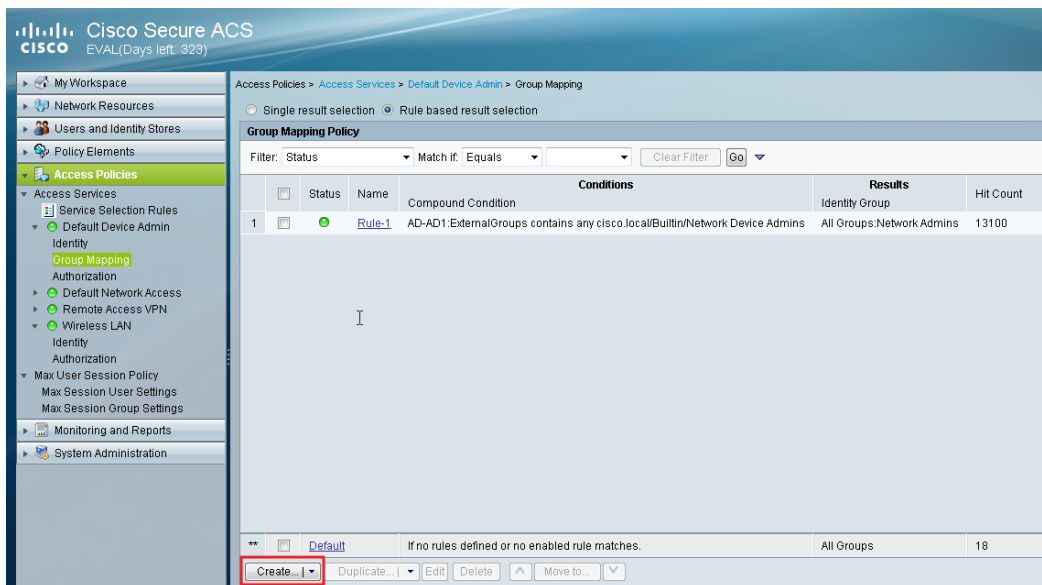 Cisco Secure ACS
CISCO EVAL(Days left: 323)
My Workspace
Network Resources
Users and Identity Stores
Policy Elements
Access Policies
Access Services
Service Selection Rules
Default Device Admin
Identity
Group Mapping
Authorization
Default Network Access
Remote Access VPN
Wireless LAN
Identity
Authorization
Max User Session Policy
Max Session User Settings
Max Session Group Settings
Monitoring and Reports
System Administration
Access Policies > Access Services > Default Device Admin > Group Mapping
Single result selection Rule based result selection
Group Mapping Policy
Filter: Status Match if: Equals Clear Filter Go
Status Name Conditions Results Hit Count
Compound Condition Identity Group
1 Rule-1 AD-AD1:ExternalGroups contains any cisco.local/Builtin/Network Device Admins All Groups:Network Admins 13100
** Default If no rules defined or no enabled rule matches. All Groups 18
Create... | Duplicate... | Edit Delete Move to...